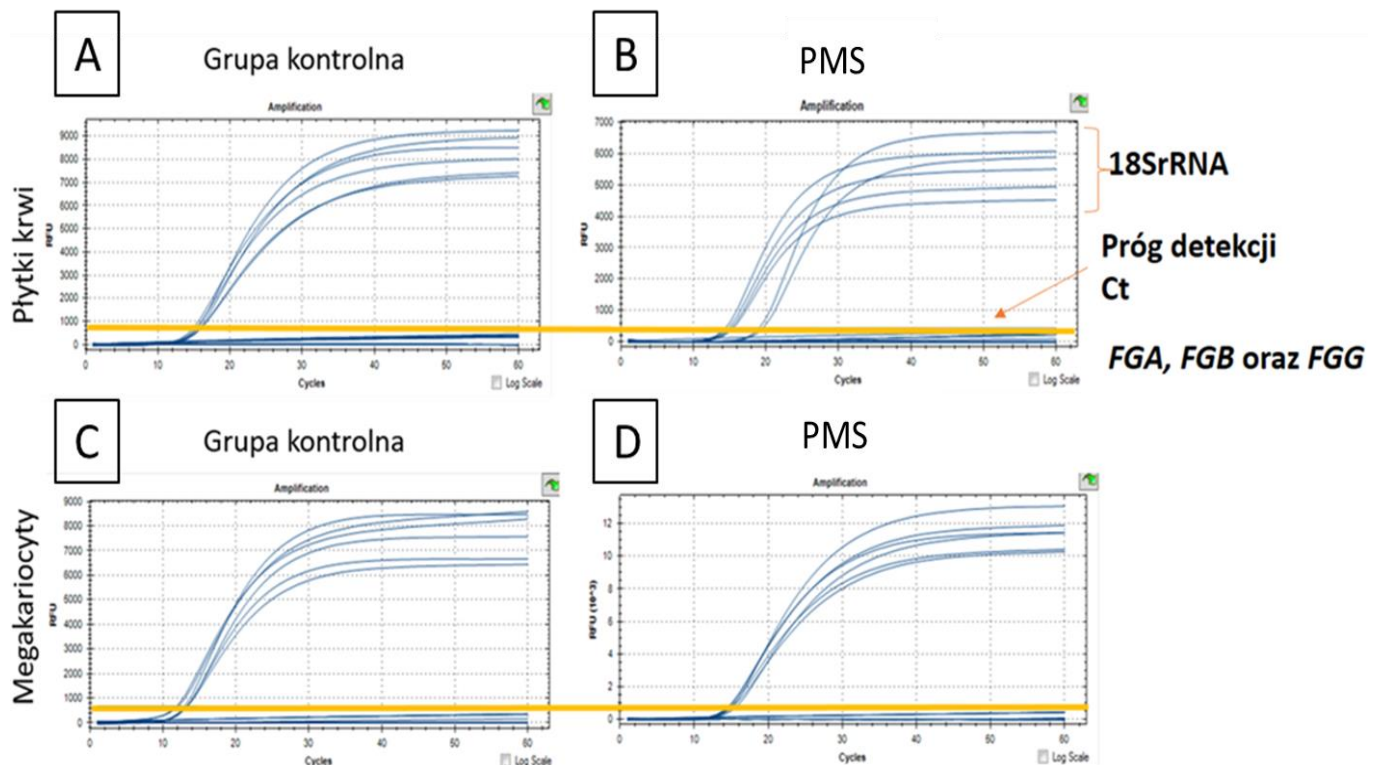 A
Grupa kontrolna
B
PMS
Amplification
Amplification
Płytki krwi
RFU
9000
8000
7000
6000
5000
4000
3000
2000
1000
0
0 10 20 30 40 50 60
Cycles
Log Scale
RFU
7000
6000
5000
4000
3000
2000
1000
0
0 10 20 30 40 50 60
Cycles
Log Scale
18SrRNA
Próg detekcji
Ct
FGA, FGB oraz FGG
C
Grupa kontrolna
D
PMS
Amplification
Amplification
Megakariocyty
RFU
9000
8000
7000
6000
5000
4000
3000
2000
1000
0
0 10 20 30 40 50 60
Cycles
Log Scale
RFU (10^3)
12
10
8
6
4
2
0
0 10 20 30 40 50 60
Cycles
Log Scale